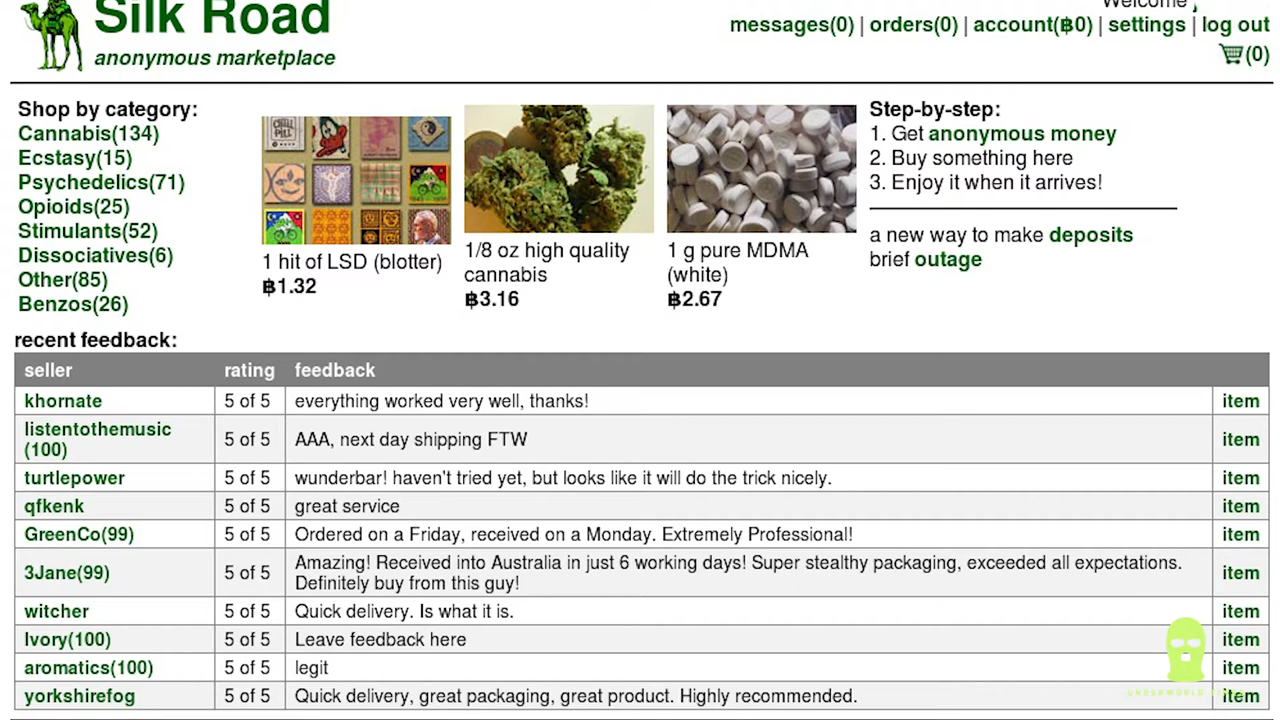 Silk Road
anonymous marketplace
Welcome
messages(0) | orders(0) | account(฿0) | settings | log out
(0)
Shop by category:
Cannabis(134)
Ecstasy(15)
Psychedelics(71)
Opioids(25)
Stimulants(52)
Dissociatives(6)
Other(85)
Benzos(26)
CHILL
PILL
1 hit of LSD (blotter)
฿1.32
1/8 oz high quality
cannabis
฿3.16
1 g pure MDMA
(white)
฿2.67
Step-by-step:
1. Get anonymous money
2. Buy something here
3. Enjoy it when it arrives!
a new way to make deposits
brief outage
recent feedback:
seller rating feedback
khornate 5 of 5 everything worked very well, thanks! item
listentothemusic
(100) 5 of 5 AAA, next day shipping FTW item
turtlepower 5 of 5 wunderbar! haven't tried yet, but looks like it will do the trick nicely. item
qfkenk 5 of 5 great service item
GreenCo(99) 5 of 5 Ordered on a Friday, received on a Monday. Extremely Professional! item
3Jane(99) 5 of 5 Amazing! Received into Australia in just 6 working days! Super stealthy packaging, exceeded all expectations.
Definitely buy from this guy! item
witcher 5 of 5 Quick delivery. Is what it is. item
Ivory(100) 5 of 5 Leave feedback here item
aromatics(100) 5 of 5 legit item
yorkshirefog 5 of 5 Quick delivery, great packaging, great product. Highly recommended. item
UNDERWORLD